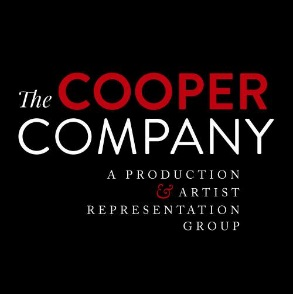 The COOPER
COMPANY
A PRODUCTION
& ARTIST
REPRESENTATION
GROUP